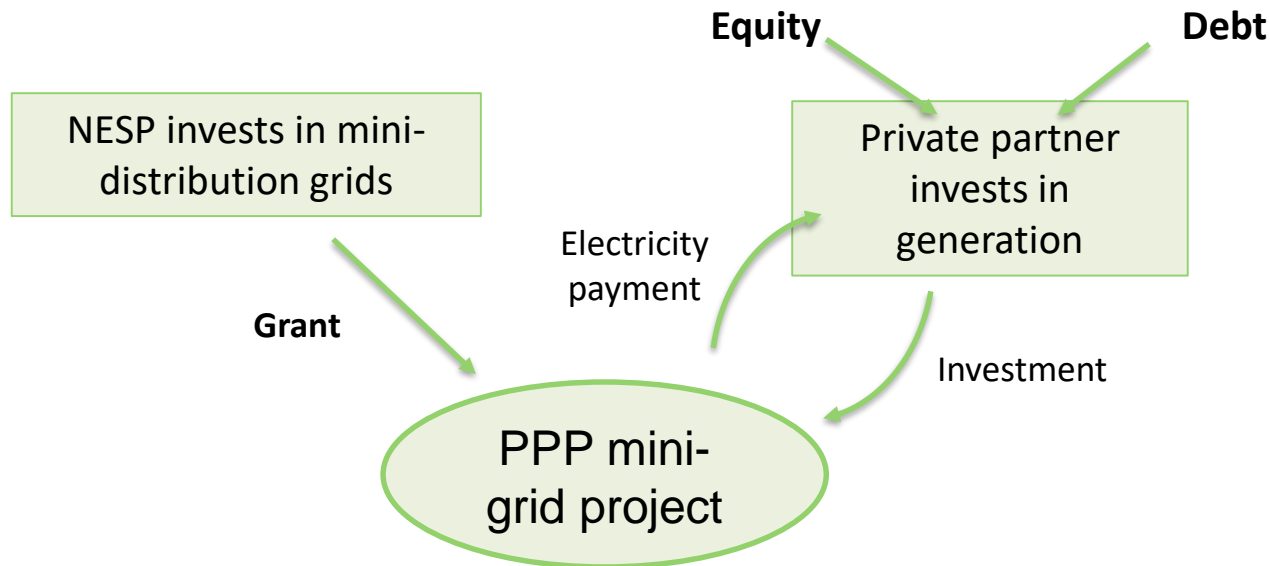 Equity
Debt
NESP invests in mini-
distribution grids
Private partner
invests in
generation
Electricity
payment
Grant
Investment
PPP mini-
grid project